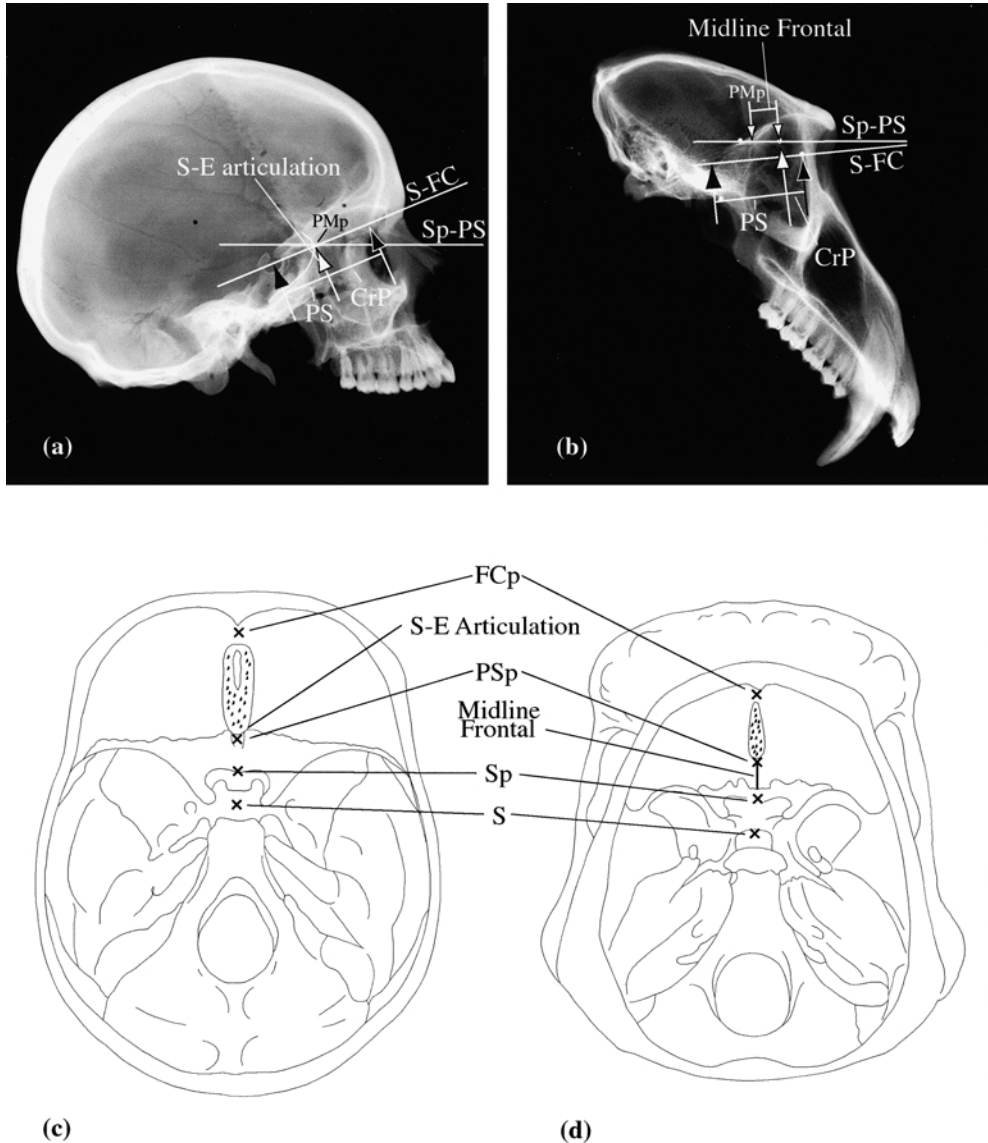 S-E articulation
S-FC
PMp
Sp-PS
PS
CrP
(a)
Midline Frontal
PMp
Sp-PS
S-FC
PS
CrP
(b)
FCp
S-E Articulation
PSp
Midline
Frontal
Sp
S
(c)
(d)